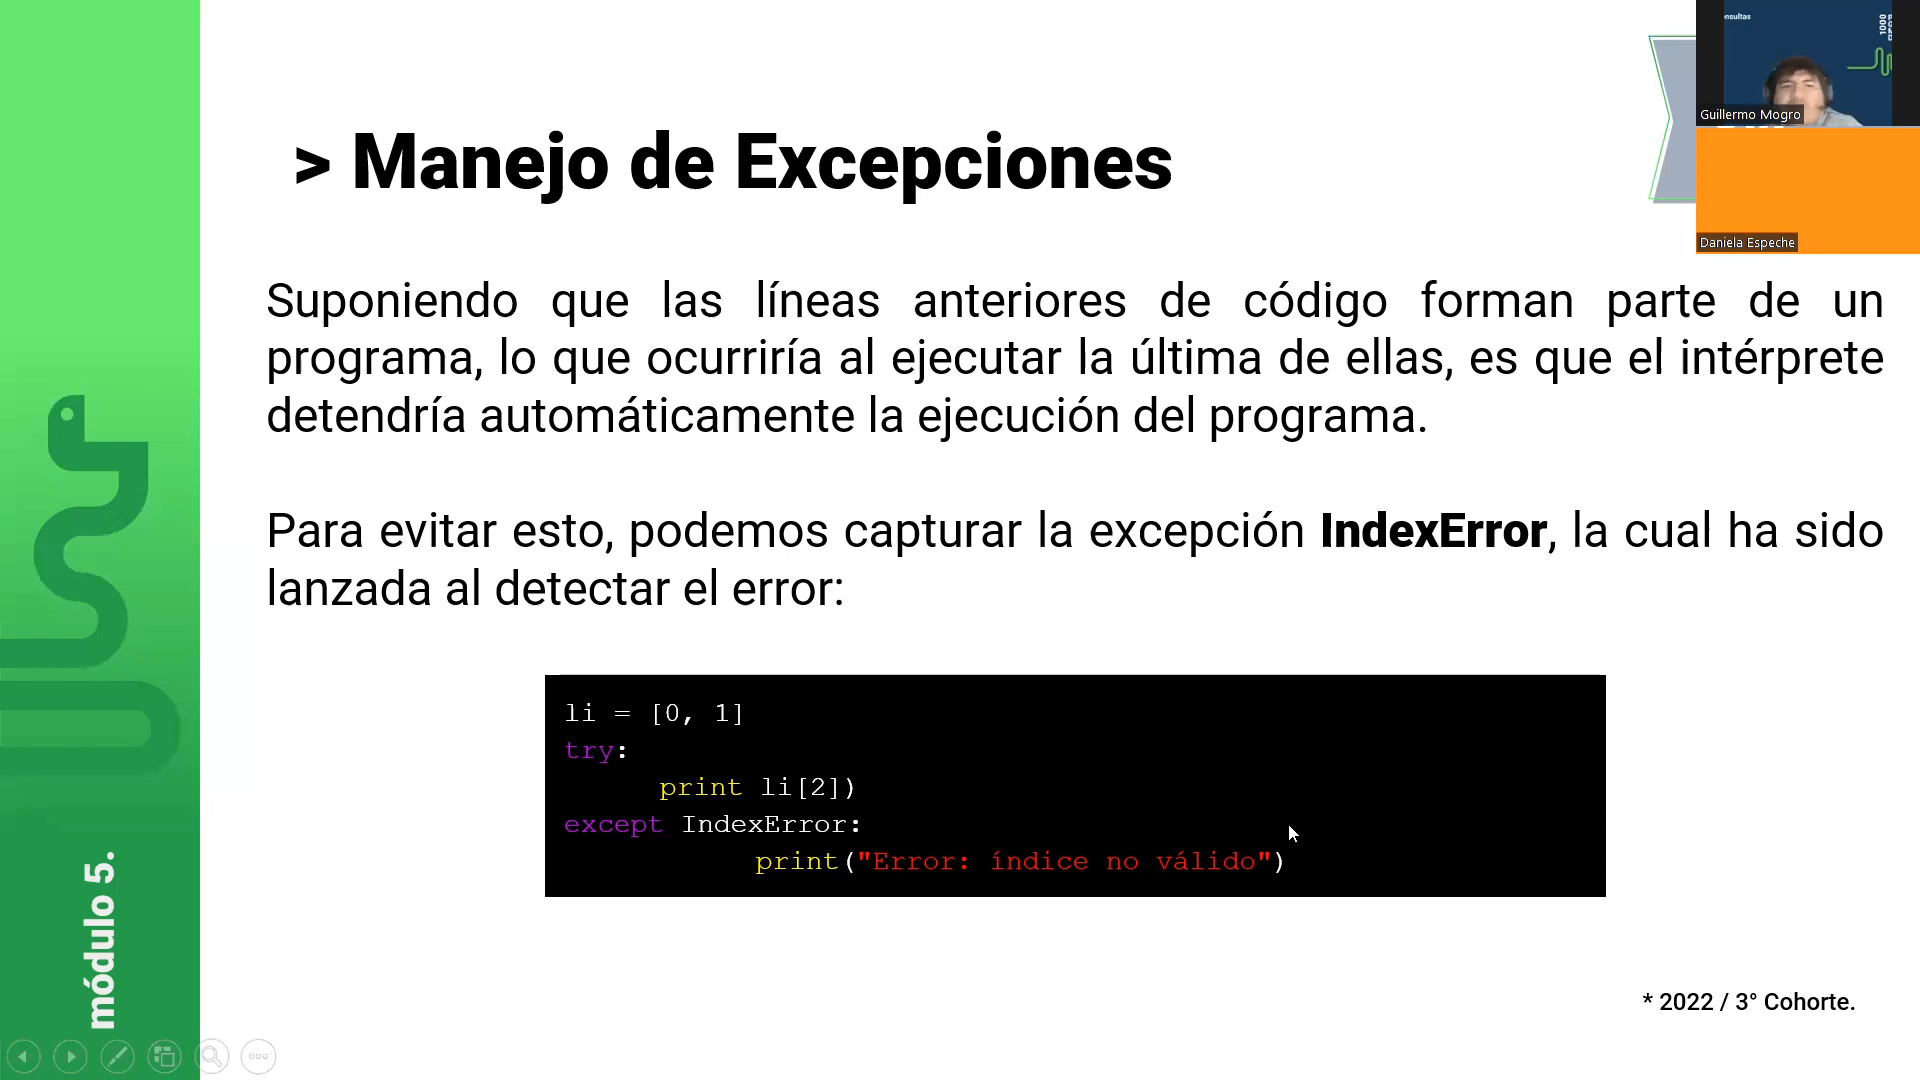 nsultas
1000
Guillermo Mogro
Daniela Espeche
> Manejo de Excepciones
Suponiendo que las líneas anteriores de código forman parte de un
programa, lo que ocurriría al ejecutar la última de ellas, es que el intérprete
detendría automáticamente la ejecución del programa.
Para evitar esto, podemos capturar la excepción IndexError, la cual ha sido
lanzada al detectar el error:
li = [0, 1]
try:
print li[2])
except IndexError:
print("Error: índice no válido")
módulo 5.
* 2022 / 3° Cohorte.